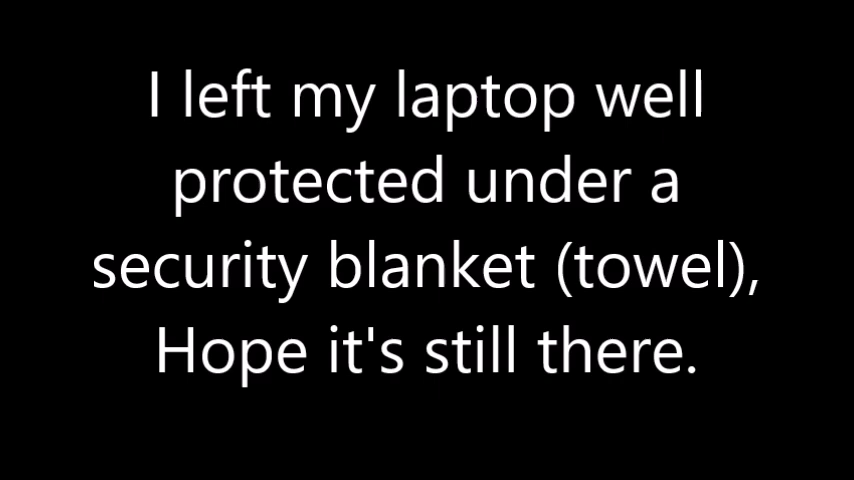 I left my laptop well
protected under a
security blanket (towel),
Hope it's still there.